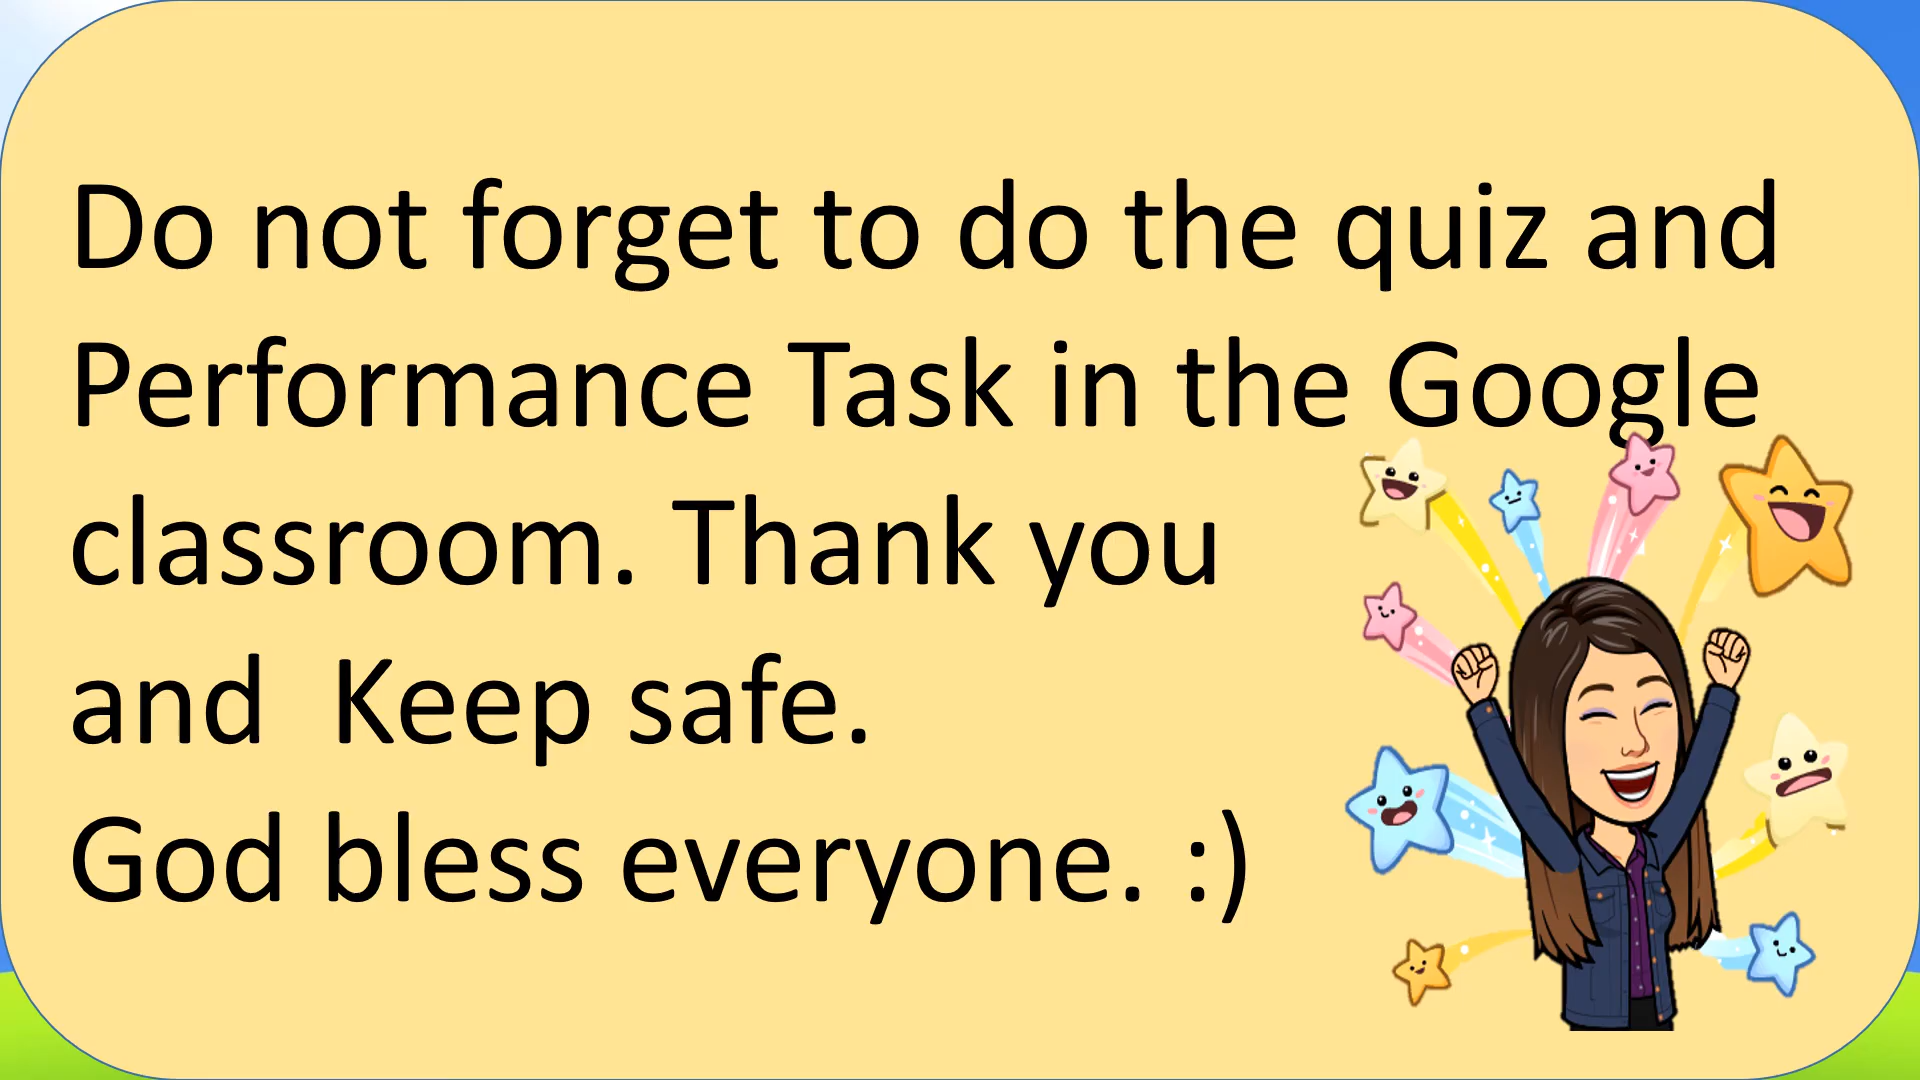 Do not forget to do the quiz and
Performance Task in the Google
classroom. Thank you
and  Keep safe.
God bless everyone. :)